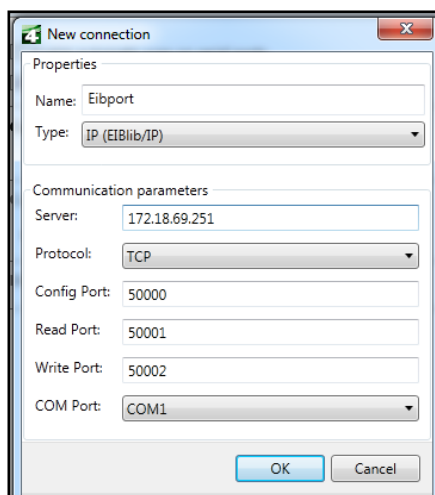 4 New connection
Properties
Name: Eibport
Type: IP (EIBlib/IP)
Communication parameters
Server: 172.18.69.251
Protocol: TCP
Config Port: 50000
Read Port: 50001
Write Port: 50002
COM Port: COM1
OK Cancel